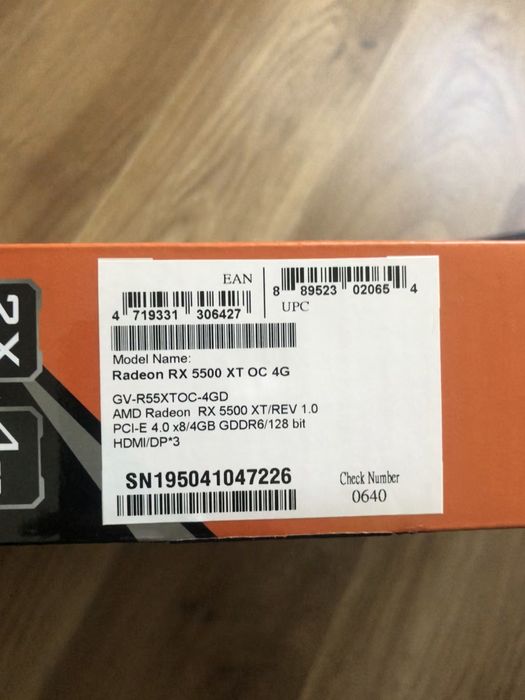 EAN
4 719331 306427
8 89523 02065 4
UPC
Model Name:
Radeon RX 5500 XT OC 4G
GV-R55XTOC-4GD
AMD Radeon RX 5500 XT/REV 1.0
PCI-E 4.0 x8/4GB GDDR6/128 bit
HDMI/DP*3
SN195041047226
Check Number
0640
2X